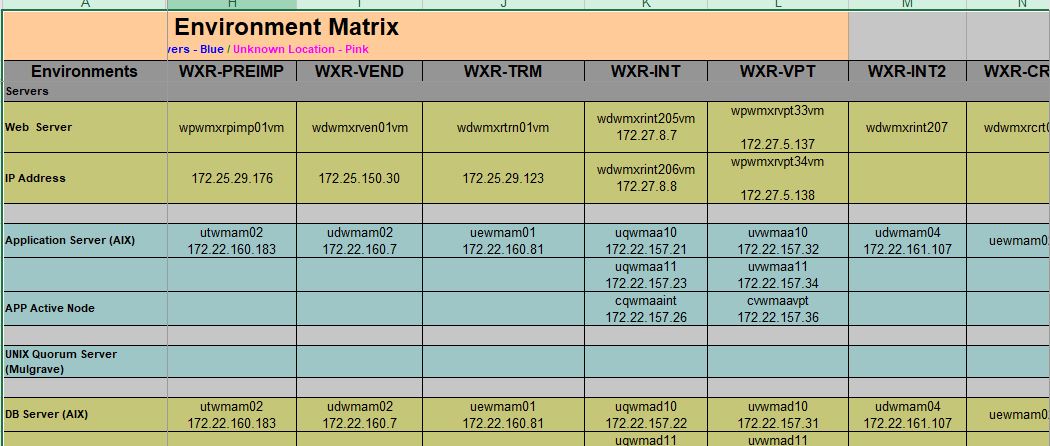 A H I J K L M N
Environment Matrix
vers - Blue / Unknown Location - Pink
Environments WXR-PREIMP WXR-VEND WXR-TRM WXR-INT WXR-VPT WXR-INT2 WXR-CR
Servers
Web Server wpwmxrpimp01vm wdwmxrven01vm wdwmxrtrn01vm wdwmxrint205vm 172.27.8.7 wpwmxrvpt33vm 172.27.5.137 wdwmxrint207 wdwmxrcrt0
IP Address 172.25.29.176 172.25.150.30 172.25.29.123 wdwmxrint206vm 172.27.8.8 wpwmxrvpt34vm 172.27.5.138
Application Server (AIX) utwmam02 172.22.160.183 udwmam02 172.22.160.7 uewmam01 172.22.160.81 uqwmaa10 172.22.157.21 uvwmaa10 172.22.157.32 udwmam04 172.22.161.107 uewmam0
uqwmaa11 172.22.157.23 uvwmaa11 172.22.157.34
APP Active Node cqwmaaint 172.22.157.26 cvwmaavpt 172.22.157.36
UNIX Quorum Server
(Mulgrave)
DB Server (AIX) utwmam02 172.22.160.183 udwmam02 172.22.160.7 uewmam01 172.22.160.81 uqwmad10 172.22.157.22 uvwmad10 172.22.157.31 udwmam04 172.22.161.107 uewmam0
uqwmad11 uvwmad11